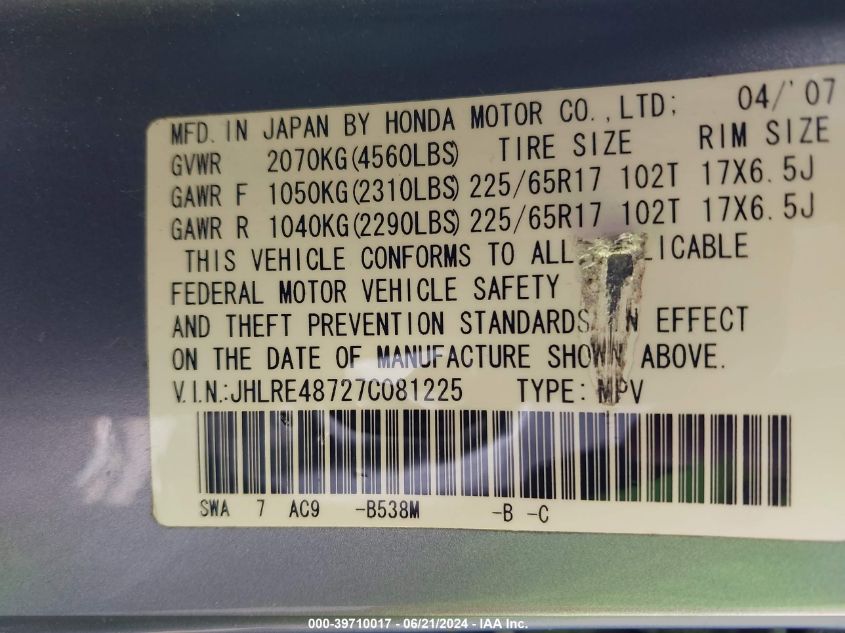 MFD. IN JAPAN BY HONDA MOTOR CO.,LTD; 04/'07
GVWR 2070KG(4560LBS) TIRE SIZE RIM SIZE
GAWR F 1050KG(2310LBS) 225/65R17 102T 17X6.5J
GAWR R 1040KG(2290LBS) 225/65R17 102T 17X6.5J
THIS VEHICLE CONFORMS TO ALL
FEDERAL MOTOR VEHICLE SAFETY
AND THEFT PREVENTION STANDARDS IN EFFECT
ON THE DATE OF MANUFACTURE SHOWN ABOVE.
V.I.N.:JHLRE48727C081225 TYPE: MPV
SWA 7 AC9 -B538M -B -C
000-39710017 - 06/21/2024 - IAA Inc.